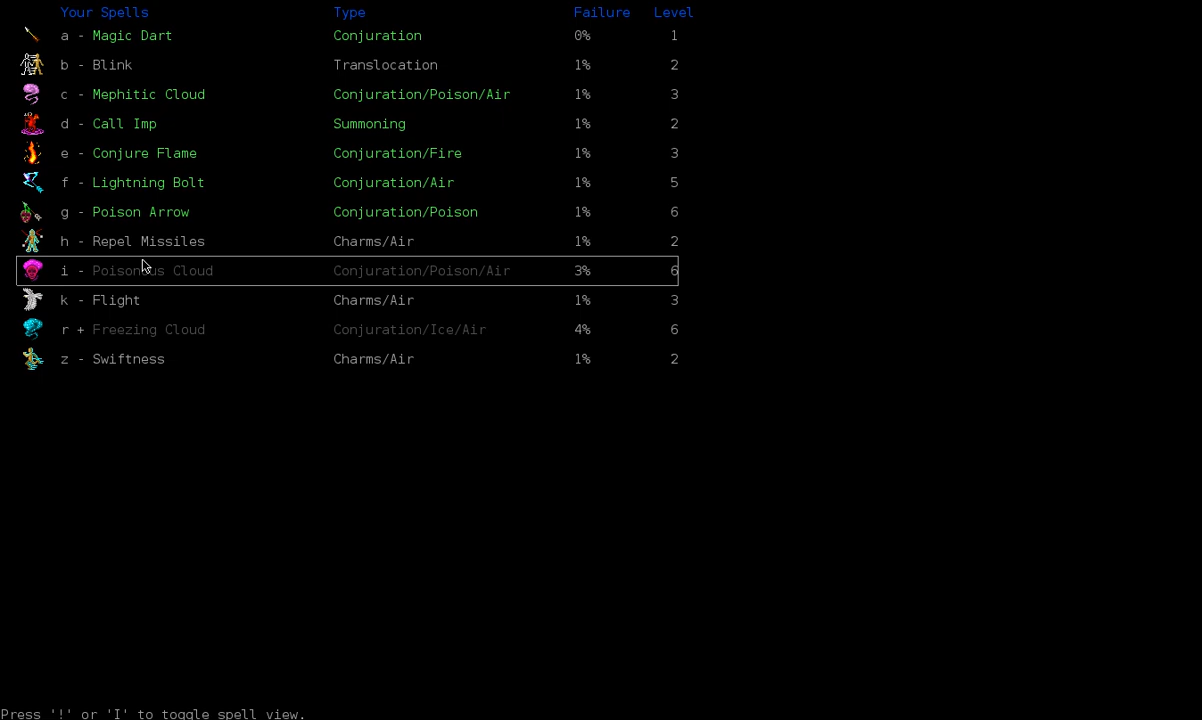 Your Spells Type Failure Level
a - Magic Dart Conjuration 0% 1
b - Blink Translocation 1% 2
c - Mephitic Cloud Conjuration/Poison/Air 1% 3
d - Call Imp Summoning 1% 2
e - Conjure Flame Conjuration/Fire 1% 3
f - Lightning Bolt Conjuration/Air 1% 5
g - Poison Arrow Conjuration/Poison 1% 6
h - Repel Missiles Charms/Air 1% 2
i - Poisonous Cloud Conjuration/Poison/Air 3% 6
k - Flight Charms/Air 1% 3
r + Freezing Cloud Conjuration/Ice/Air 4% 6
z - Swiftness Charms/Air 1% 2
Press '!' or 'I' to toggle spell view.